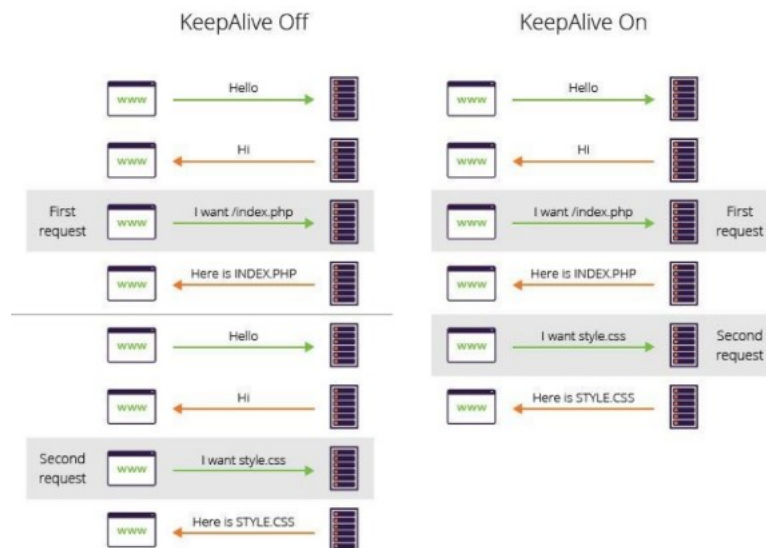 KeepAlive Off
www
Hello
www
Hi
First
request
www
I want /index.php
www
Here is INDEX.PHP
www
Hello
www
Hi
Second
request
www
I want style.css
www
Here is STYLE.CSS
KeepAlive On
www
Hello
www
Hi
www
I want /index.php
First
request
www
Here is INDEX.PHP
www
I want style.css
Second
request
www
Here is STYLE.CSS